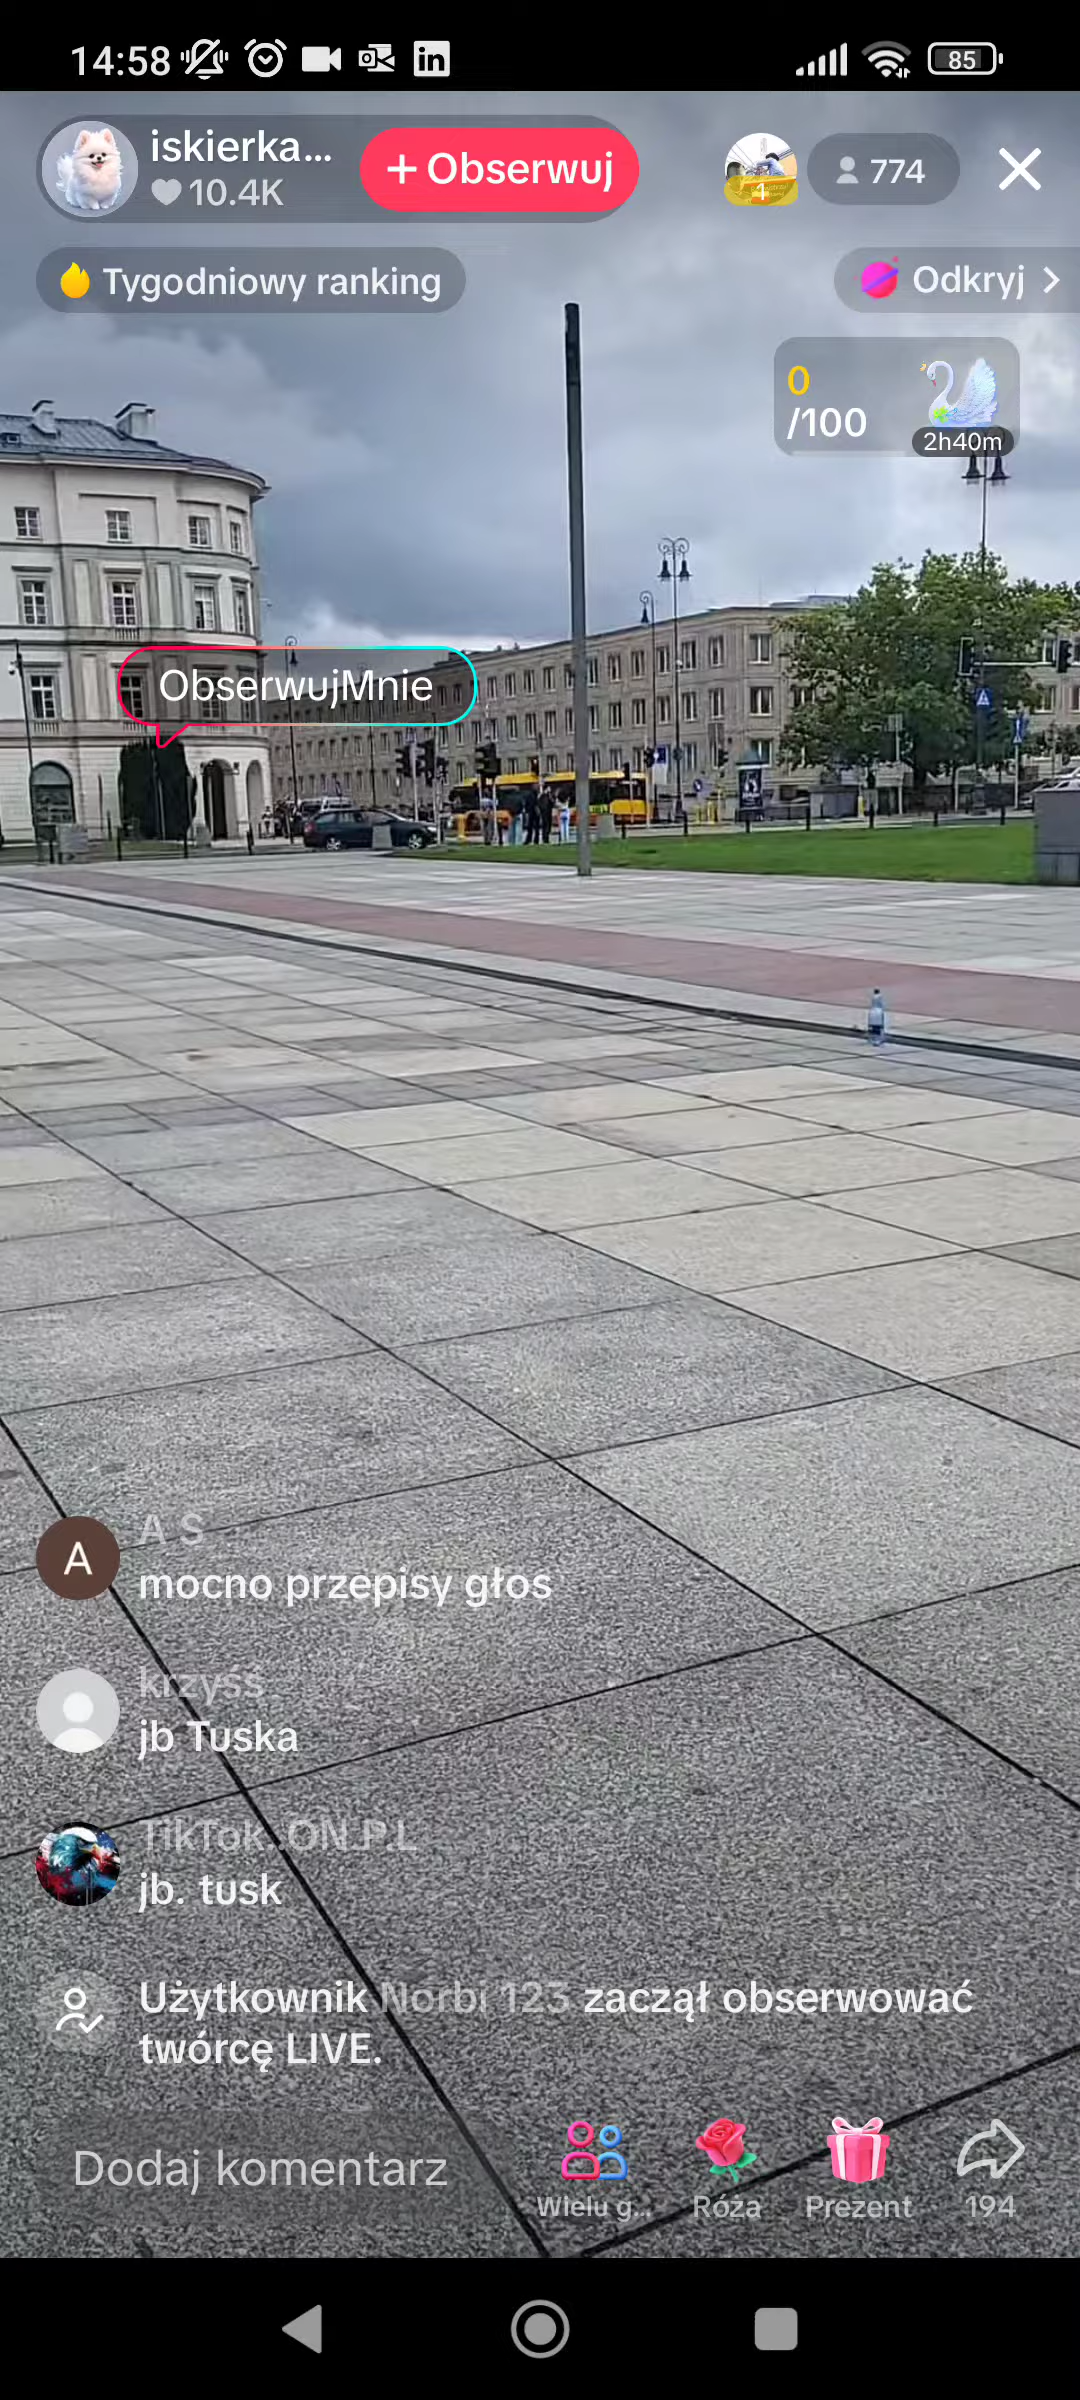 14:58
85
iskierka...
10.4K
+ Obserwuj
1
774
Tygodniowy ranking
Odkryj
0
/100
2h40m
ObserwujMnie
A S
A
mocno przepisy głos
krzyśś
jb Tuska
TikTok .ON.P.L
jb. tusk
Użytkownik Norbi 123 zaczął obserwować
twórcę LIVE.
Dodaj komentarz
Wielu g...
Róża
Prezent
194